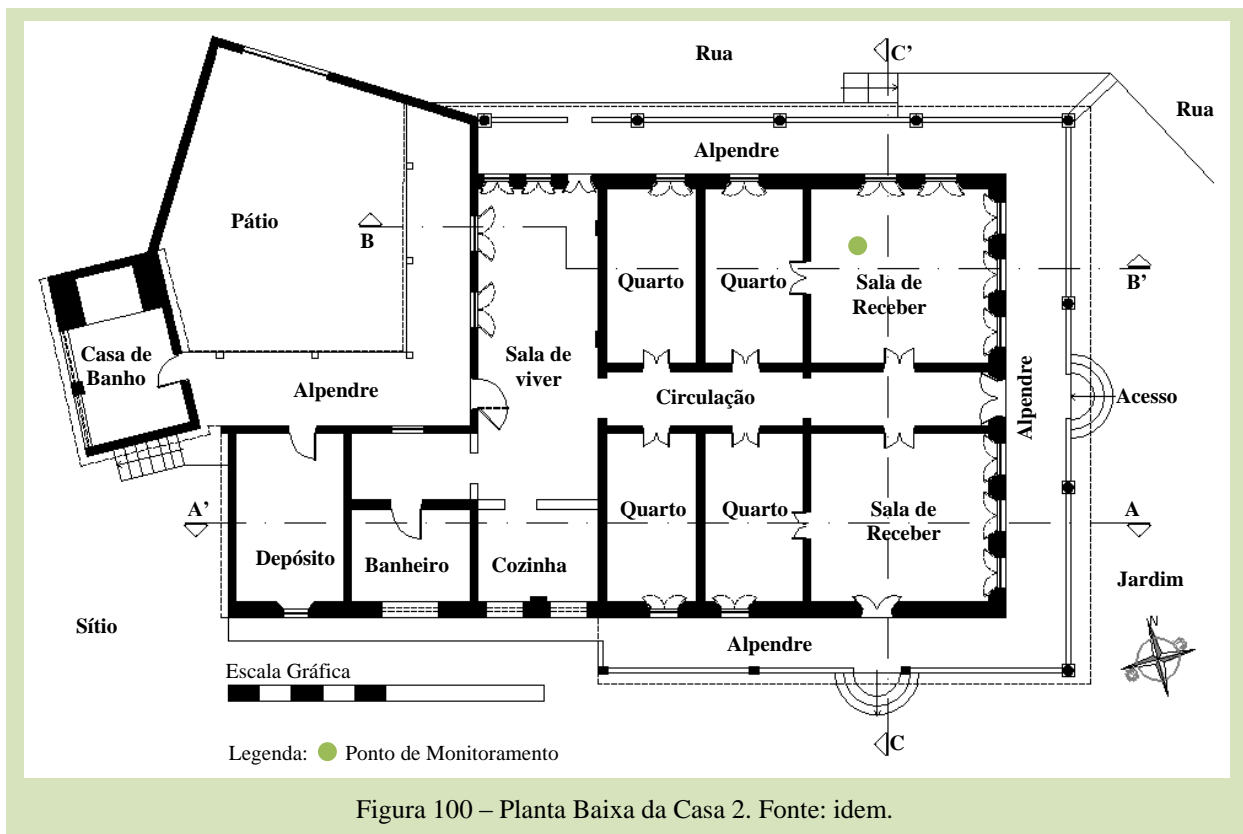 C’
Rua
Rua
Alpendre
Pátio
B
Quarto
Quarto
Sala de
Receber
B’
Casa de
Banho
Alpendre
Sala de
viver
Circulação
Alpendre
Acesso
A’
Depósito
Banheiro
Cozinha
Quarto
Quarto
Sala de
Receber
A
Jardim
Sítio
Alpendre
N
Escala Gráfica
C
Legenda: Ponto de Monitoramento
Figura 100 – Planta Baixa da Casa 2. Fonte: idem.